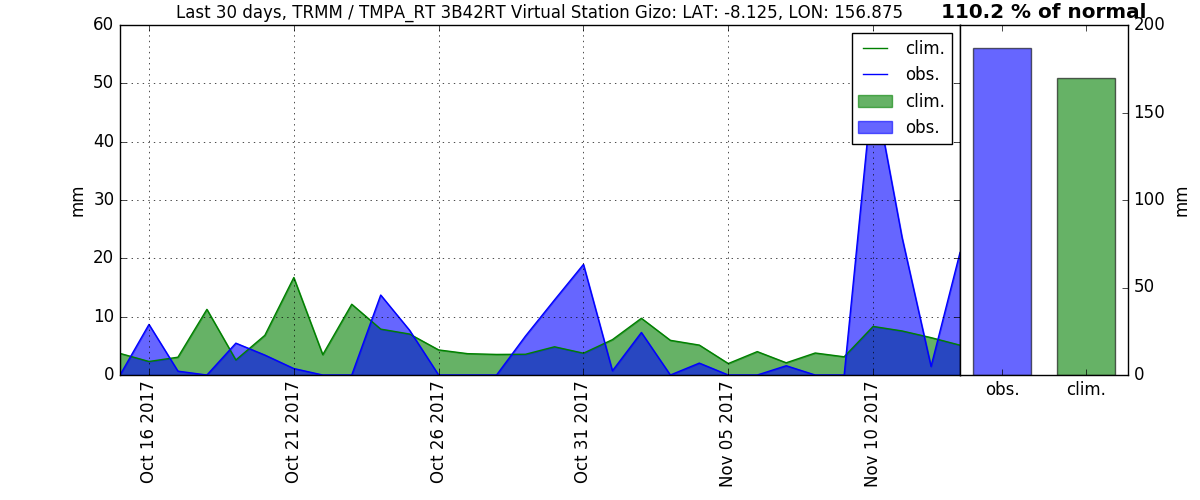 Last 30 days, TRMM / TMPA_RT 3B42RT Virtual Station Gizo: LAT: -8.125, LON: 156.875
110.2 % of normal
60
50
40
30
20
10
0
mm
clim.
obs.
clim.
obs.
200
150
100
50
0
mm
Oct 16 2017
Oct 21 2017
Oct 26 2017
Oct 31 2017
Nov 05 2017
Nov 10 2017
obs.
clim.